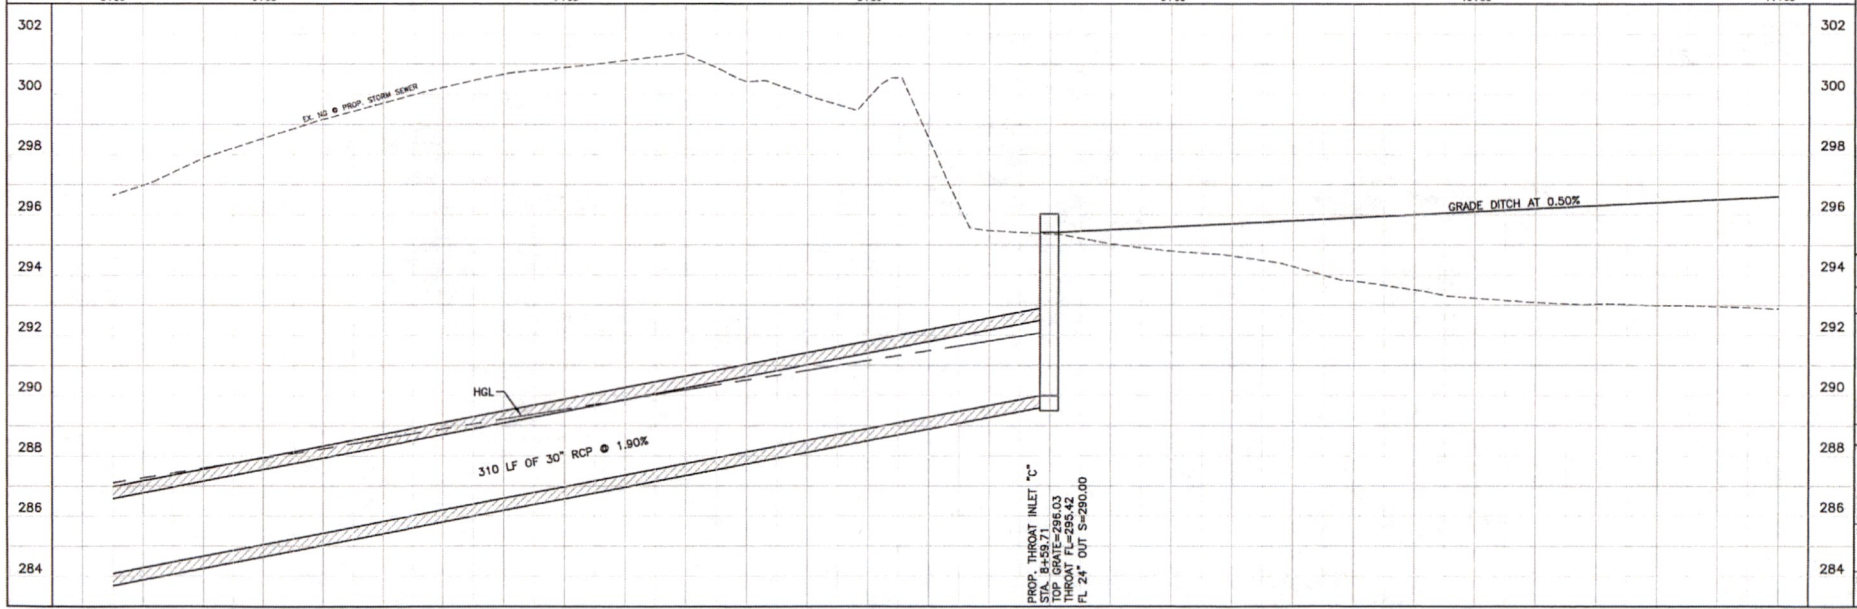 302 302
300 300
EX. NG @ PROP. STORM SEWER
298 298
296 296
GRADE DITCH AT 0.50%
294 294
292 292
290 290
HGL
288 288
310 LF OF 30" RCP @ 1.90%
286 286
284 284
PROP. THROAT INLET "C"
STA. 8+59.71
TOP GRATE=296.03
THROAT FL=295.42
FL 24" OUT S=290.00